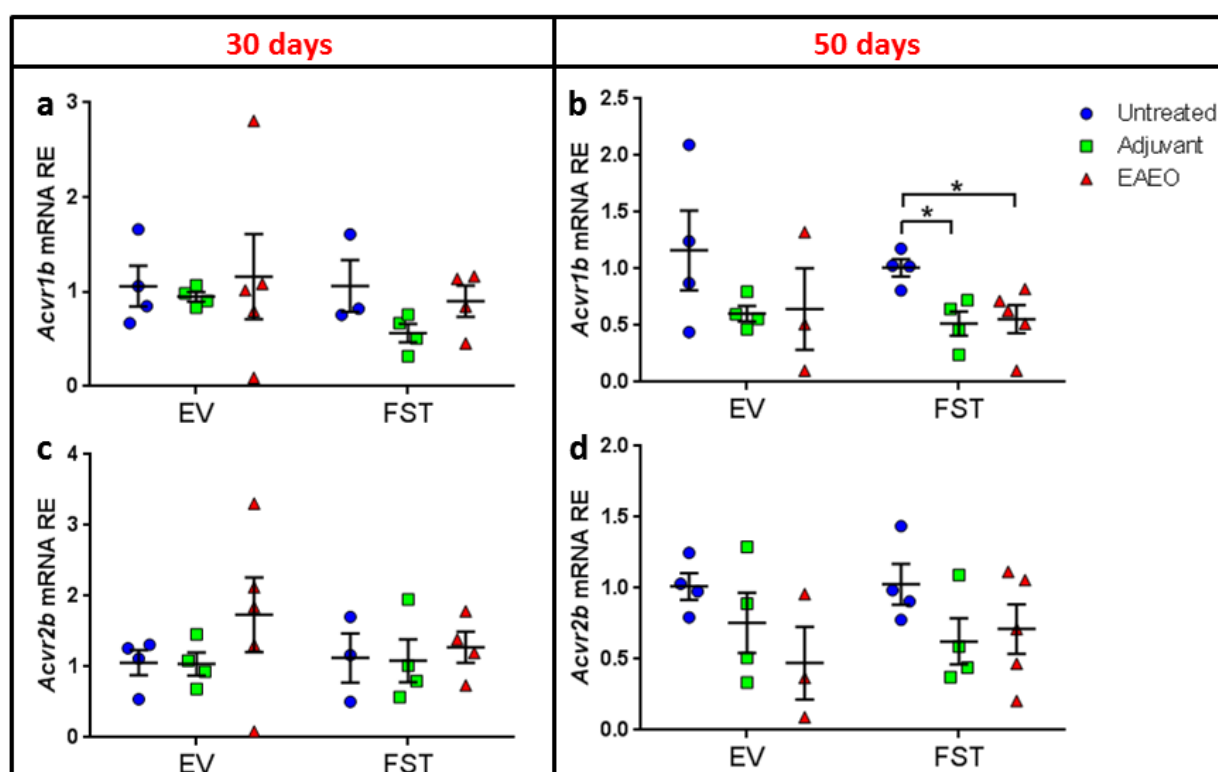 30 days
50 days
a
Acvr1b mRNA RE
3
2
1
0
EV
FST
b
Acvr1b mRNA RE
2.5
2.0
1.5
1.0
0.5
0.0
*
*
EV
FST
Untreated
Adjuvant
EAEO
c
Acvr2b mRNA RE
4
3
2
1
0
EV
FST
d
Acvr2b mRNA RE
2.0
1.5
1.0
0.5
0.0
EV
FST